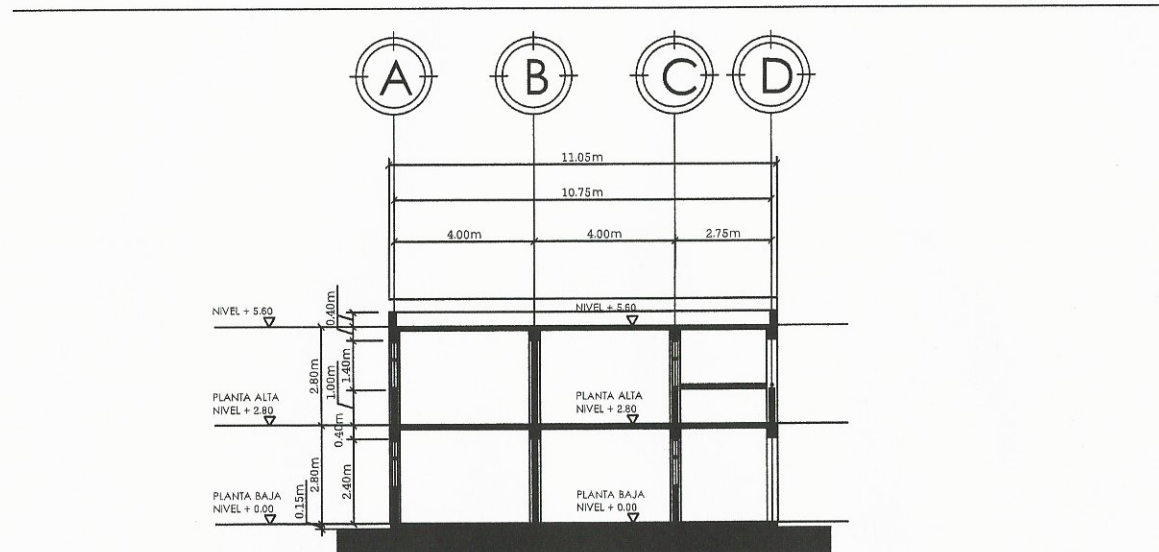 A B C D
11.05m
10.75m
4.00m 4.00m 2.75m
NIVEL + 5.60
0.40m
NIVEL + 5.60
2.80m
1.00m
1.40m
PLANTA ALTA
NIVEL + 2.80
PLANTA ALTA
NIVEL + 2.80
0.40m
2.80m
2.40m
PLANTA BAJA
NIVEL + 0.00
0.15m
PLANTA BAJA
NIVEL + 0.00